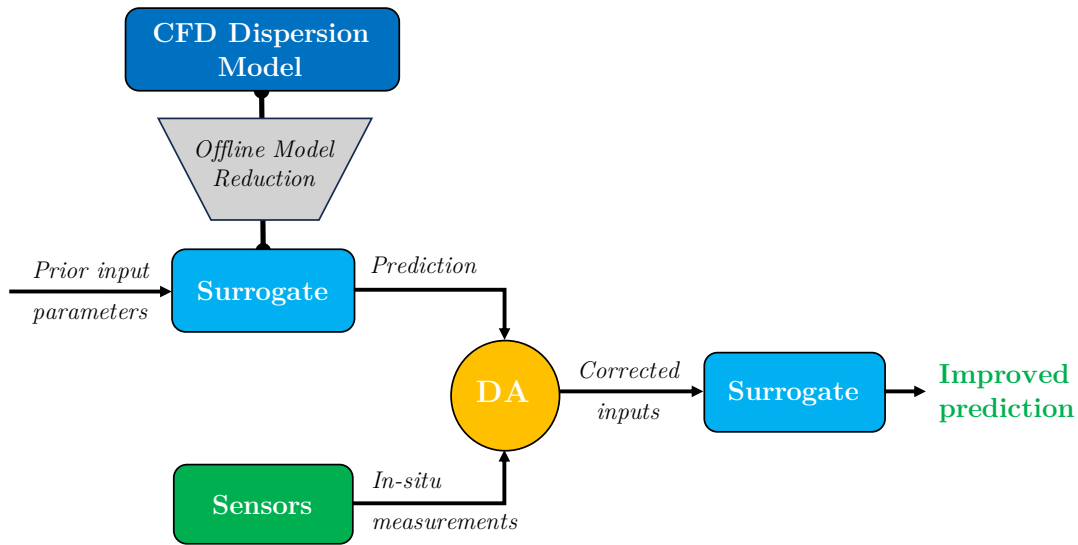 CFD Dispersion
Model
Offline Model
Reduction
Prior input
parameters
Surrogate
Prediction
DA
Corrected
inputs
Surrogate
Improved
prediction
Sensors
In-situ
measurements